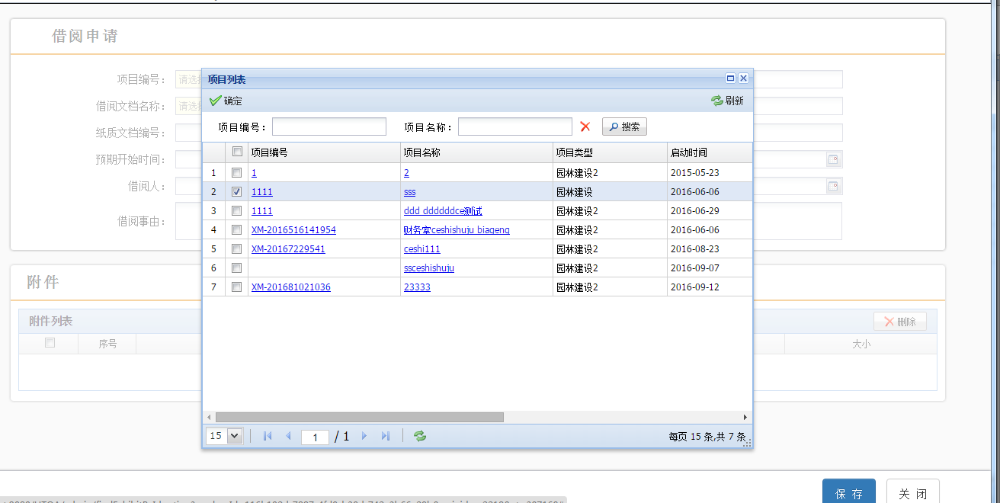 借阅申请
项目编号：
借阅文档名称：
纸质文档编号：
预期开始时间：
借阅人：
借阅事由：
请选
请选
项目列表
确定
刷新
项目编号：
项目名称：
搜索
项目编号 项目名称 项目类型 启动时间
1 1 2 园林建设2 2015-05-23
2 1111 sss 园林建设 2016-06-06
3 1111 ddd ddddddce测试 园林建设2 2016-06-29
4 XM-2016516141954 财务室ceshishuju biaoeng 园林建设2 2016-06-06
5 XM-20167229541 ceshi111 园林建设2 2016-08-23
6 ssceshishuju 园林建设2 2016-09-07
7 XM-201681021036 23333 园林建设2 2016-09-12
15 1 / 1 每页 15 条,共 7 条
附件
附件列表 删除
序号 大小
保 存 关 闭